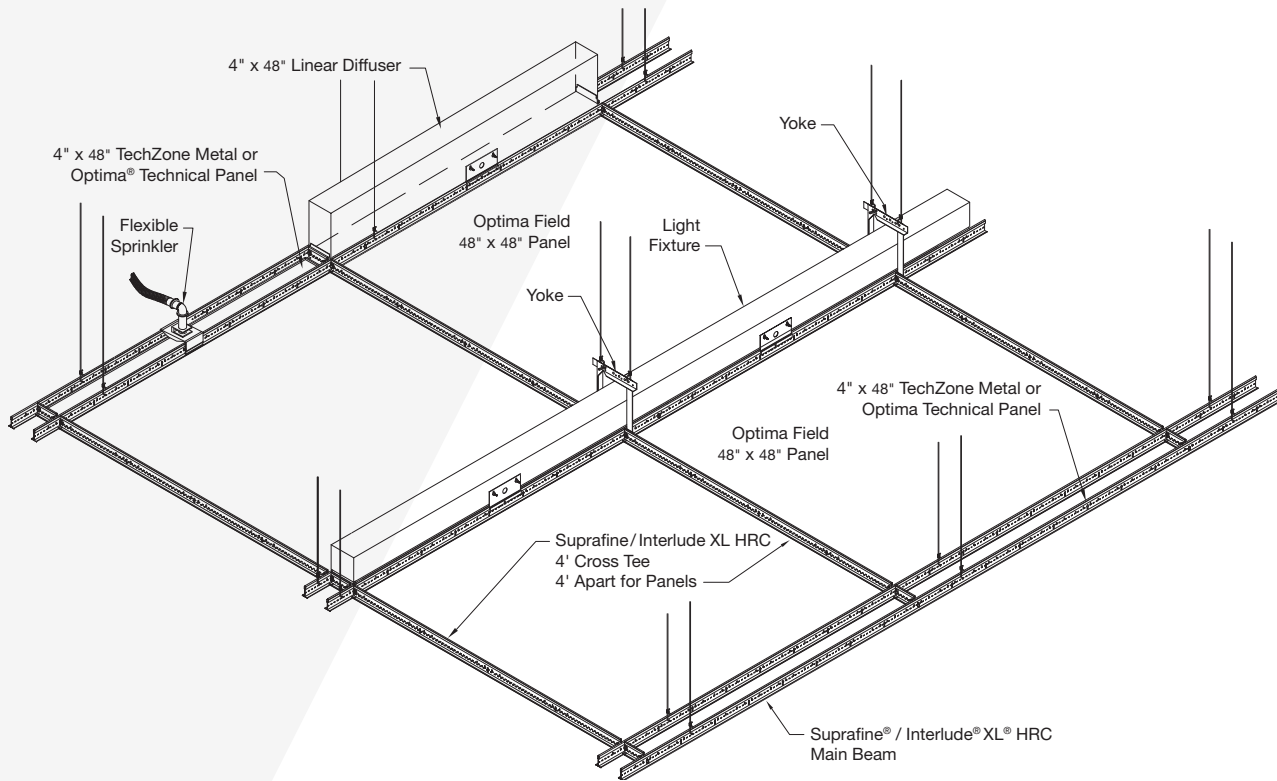 4" x 48" Linear Diffuser
4" x 48" TechZone Metal or
Optima® Technical Panel
Flexible
Sprinkler
Yoke
Optima Field
48" x 48" Panel
Light
Fixture
Yoke
4" x 48" TechZone Metal or
Optima Technical Panel
Optima Field
48" x 48" Panel
Suprafine/Interlude XL HRC
4' Cross Tee
4' Apart for Panels
Suprafine® / Interlude® XL® HRC
Main Beam